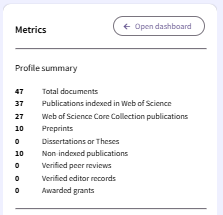 Metrics
← Open dashboard
Profile summary
47 Total documents
37 Publications indexed in Web of Science
27 Web of Science Core Collection publications
10 Preprints
0 Dissertations or Theses
10 Non-indexed publications
0 Verified peer reviews
0 Verified editor records
0 Awarded grants